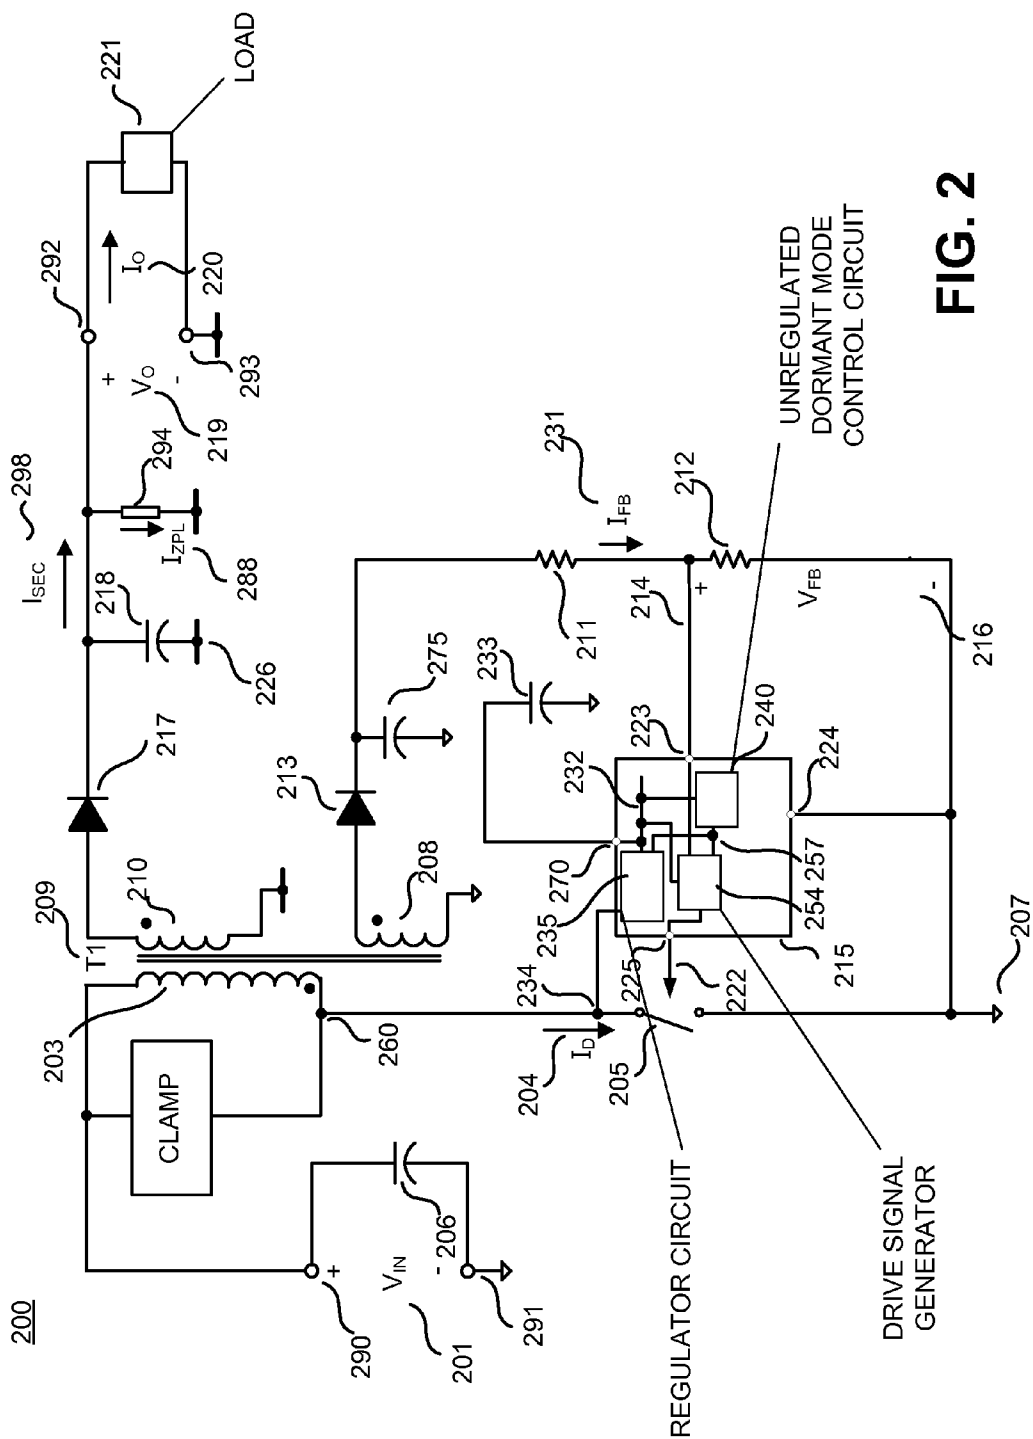 200
209
T1
210
217
218
226
I_SEC
298
294
I_ZPL
288
+
V_O
-
219
292
293
I_O
220
221
LOAD
203
CLAMP
260
208
213
275
233
290
+
V_IN
-
201
206
291
204
I_D
234
205
225
222
235
270
232
223
214
211
I_FB
231
212
+
V_FB
-
216
240
224
257
254
215
207
REGULATOR CIRCUIT
DRIVE SIGNAL
GENERATOR
UNREGULATED
DORMANT MODE
CONTROL CIRCUIT
FIG. 2